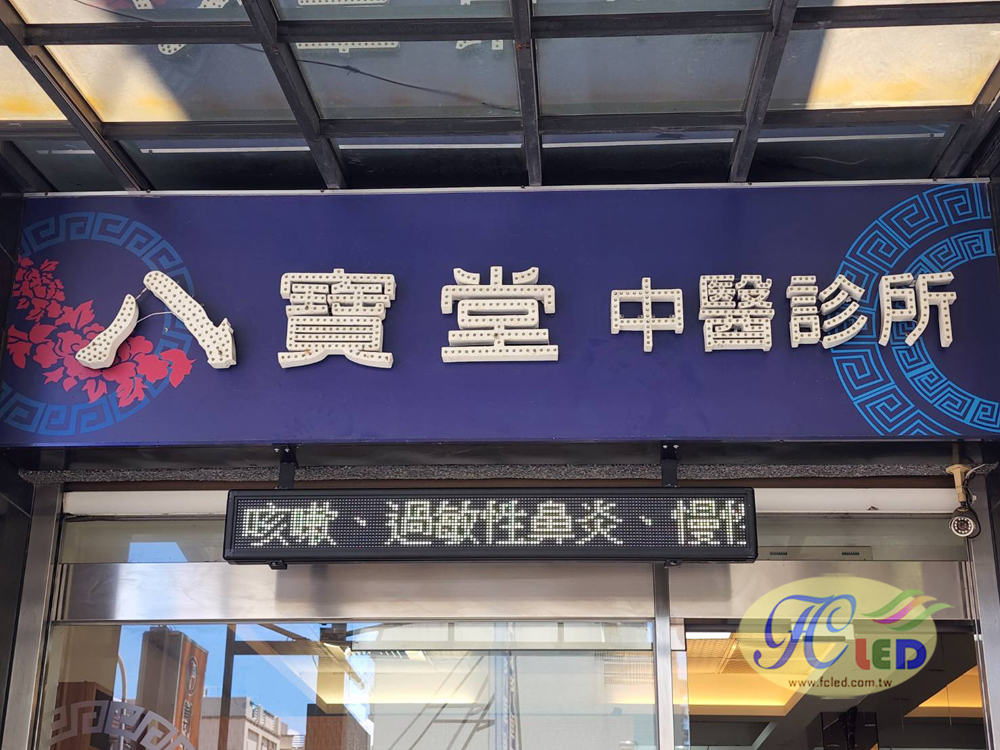 八寶堂 中醫診所
咳嗽、過敏性鼻炎、慢性
FC LED
www.fcled.com.tw